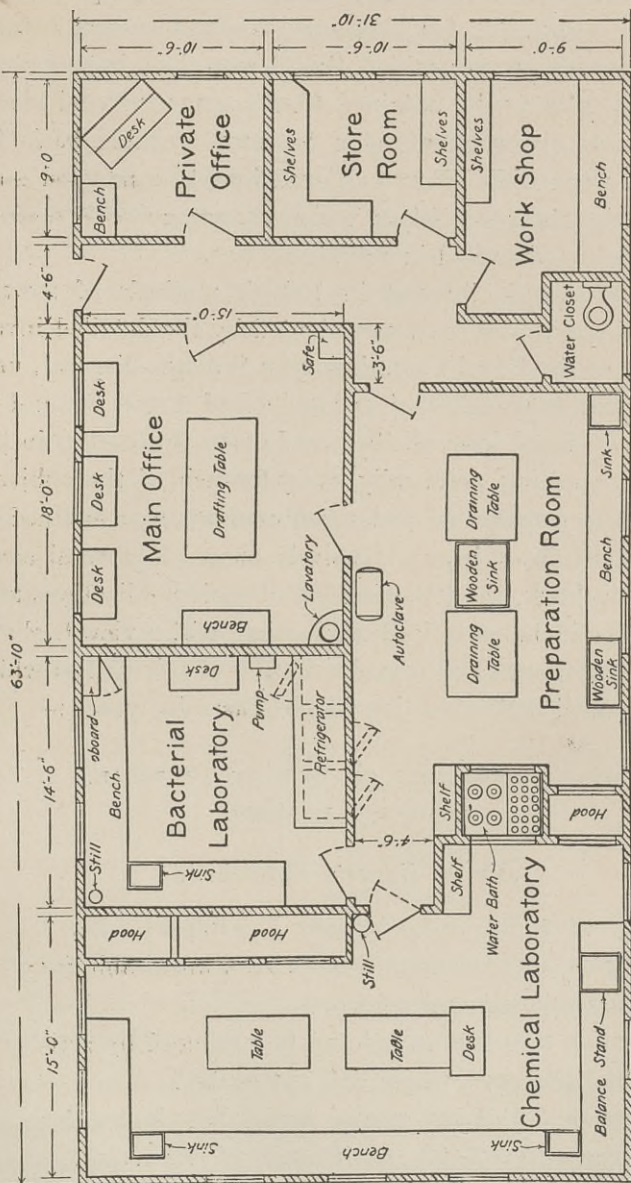 63'-10"
15'-0"
14'-6"
18'-0"
4'-6"
9'-0
31'-10"
10'-6"
10'-6"
9'-0"
Hood
Hood
Still
oboard
Bench
Sink
Bacterial
Laboratory
Desk
Pump
Refrigerator
Desk
Desk
Desk
Main Office
Drafting Table
Bench
Lavatory
Safe
15'-0"
Bench
Desk
Private
Office
Shelves
Store
Room
Shelves
Table
Table
Desk
Still
Sink
Bench
Sink
Chemical Laboratory
Balance Stand
4'-6"
Shelf
Shelf
Water Bath
Hood
Autoclave
3'-6"
Draining
Table
Wooden
Sink
Draining
Table
Preparation Room
Wooden
Sink
Bench
Sink
Water Closet
Shelves
Work Shop
Bench